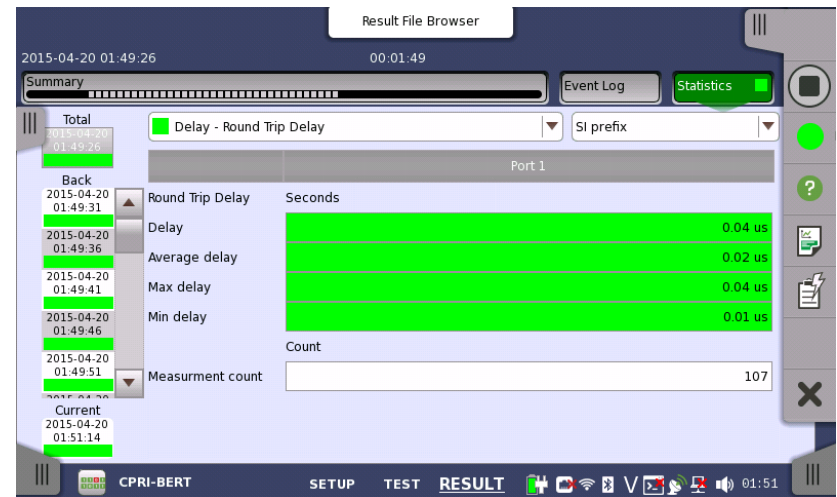 Result File Browser
2015-04-20 01:49:26
00:01:49
Summary
Event Log
Statistics
Total
2015-04-20
01:49:26
Delay - Round Trip Delay
SI prefix
Port 1
Back
2015-04-20
01:49:31
2015-04-20
01:49:36
2015-04-20
01:49:41
2015-04-20
01:49:46
2015-04-20
01:49:51
Current
2015-04-20
01:51:14
Round Trip Delay Seconds
Delay 0.04 us
Average delay 0.02 us
Max delay 0.04 us
Min delay 0.01 us
Count
Measurment count 107
CPRI-BERT SETUP TEST RESULT 01:51